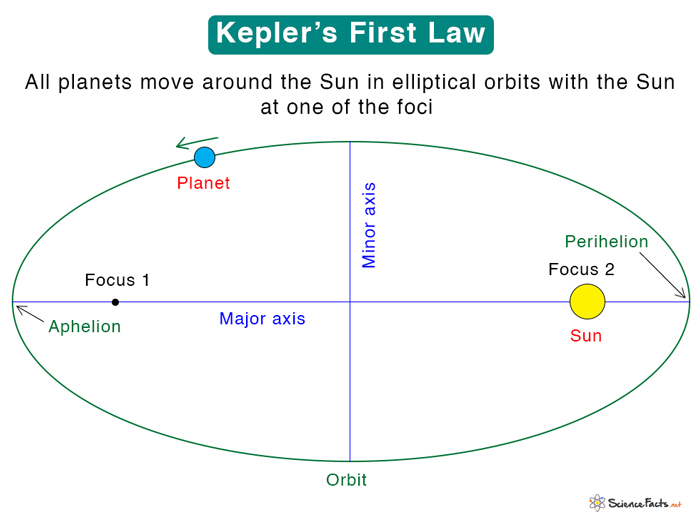 Kepler's First Law
All planets move around the Sun in elliptical orbits with the Sun
at one of the foci
Planet
Minor axis
Perihelion
Focus 1
Focus 2
Aphelion
Major axis
Sun
Orbit
ScienceFacts.net